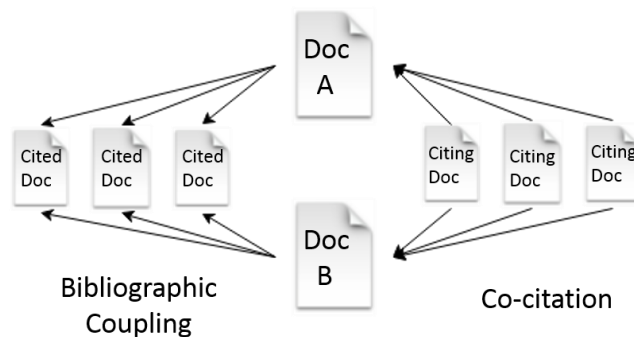 Doc
A
Cited
Doc
Cited
Doc
Cited
Doc
Citing
Doc
Citing
Doc
Citing
Doc
Doc
B
Bibliographic
Coupling
Co-citation